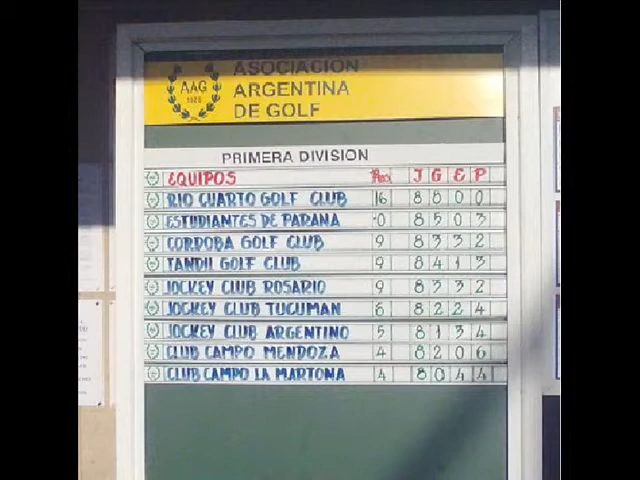 ASOCIACION
AAG
1926
ARGENTINA
DE GOLF
PRIMERA DIVISION
EQUIPOS Pts J G E P
RIO CUARTO GOLF CLUB 16 8 8 0 0
ESTUDIANTES DE PARANA 0 8 5 0 3
CORDOBA GOLF CLUB 9 8 3 3 2
TANDIL GOLF CLUB 9 8 4 1 3
JOCKEY CLUB ROSARIO 9 8 3 3 2
JOCKEY CLUB TUCUMAN 6 8 2 2 4
JOCKEY CLUB ARGENTINO 5 8 1 3 4
CLUB CAMPO MENDOZA 4 8 2 0 6
CLUB CAMPO LA MARTONA 4 8 0 4 4